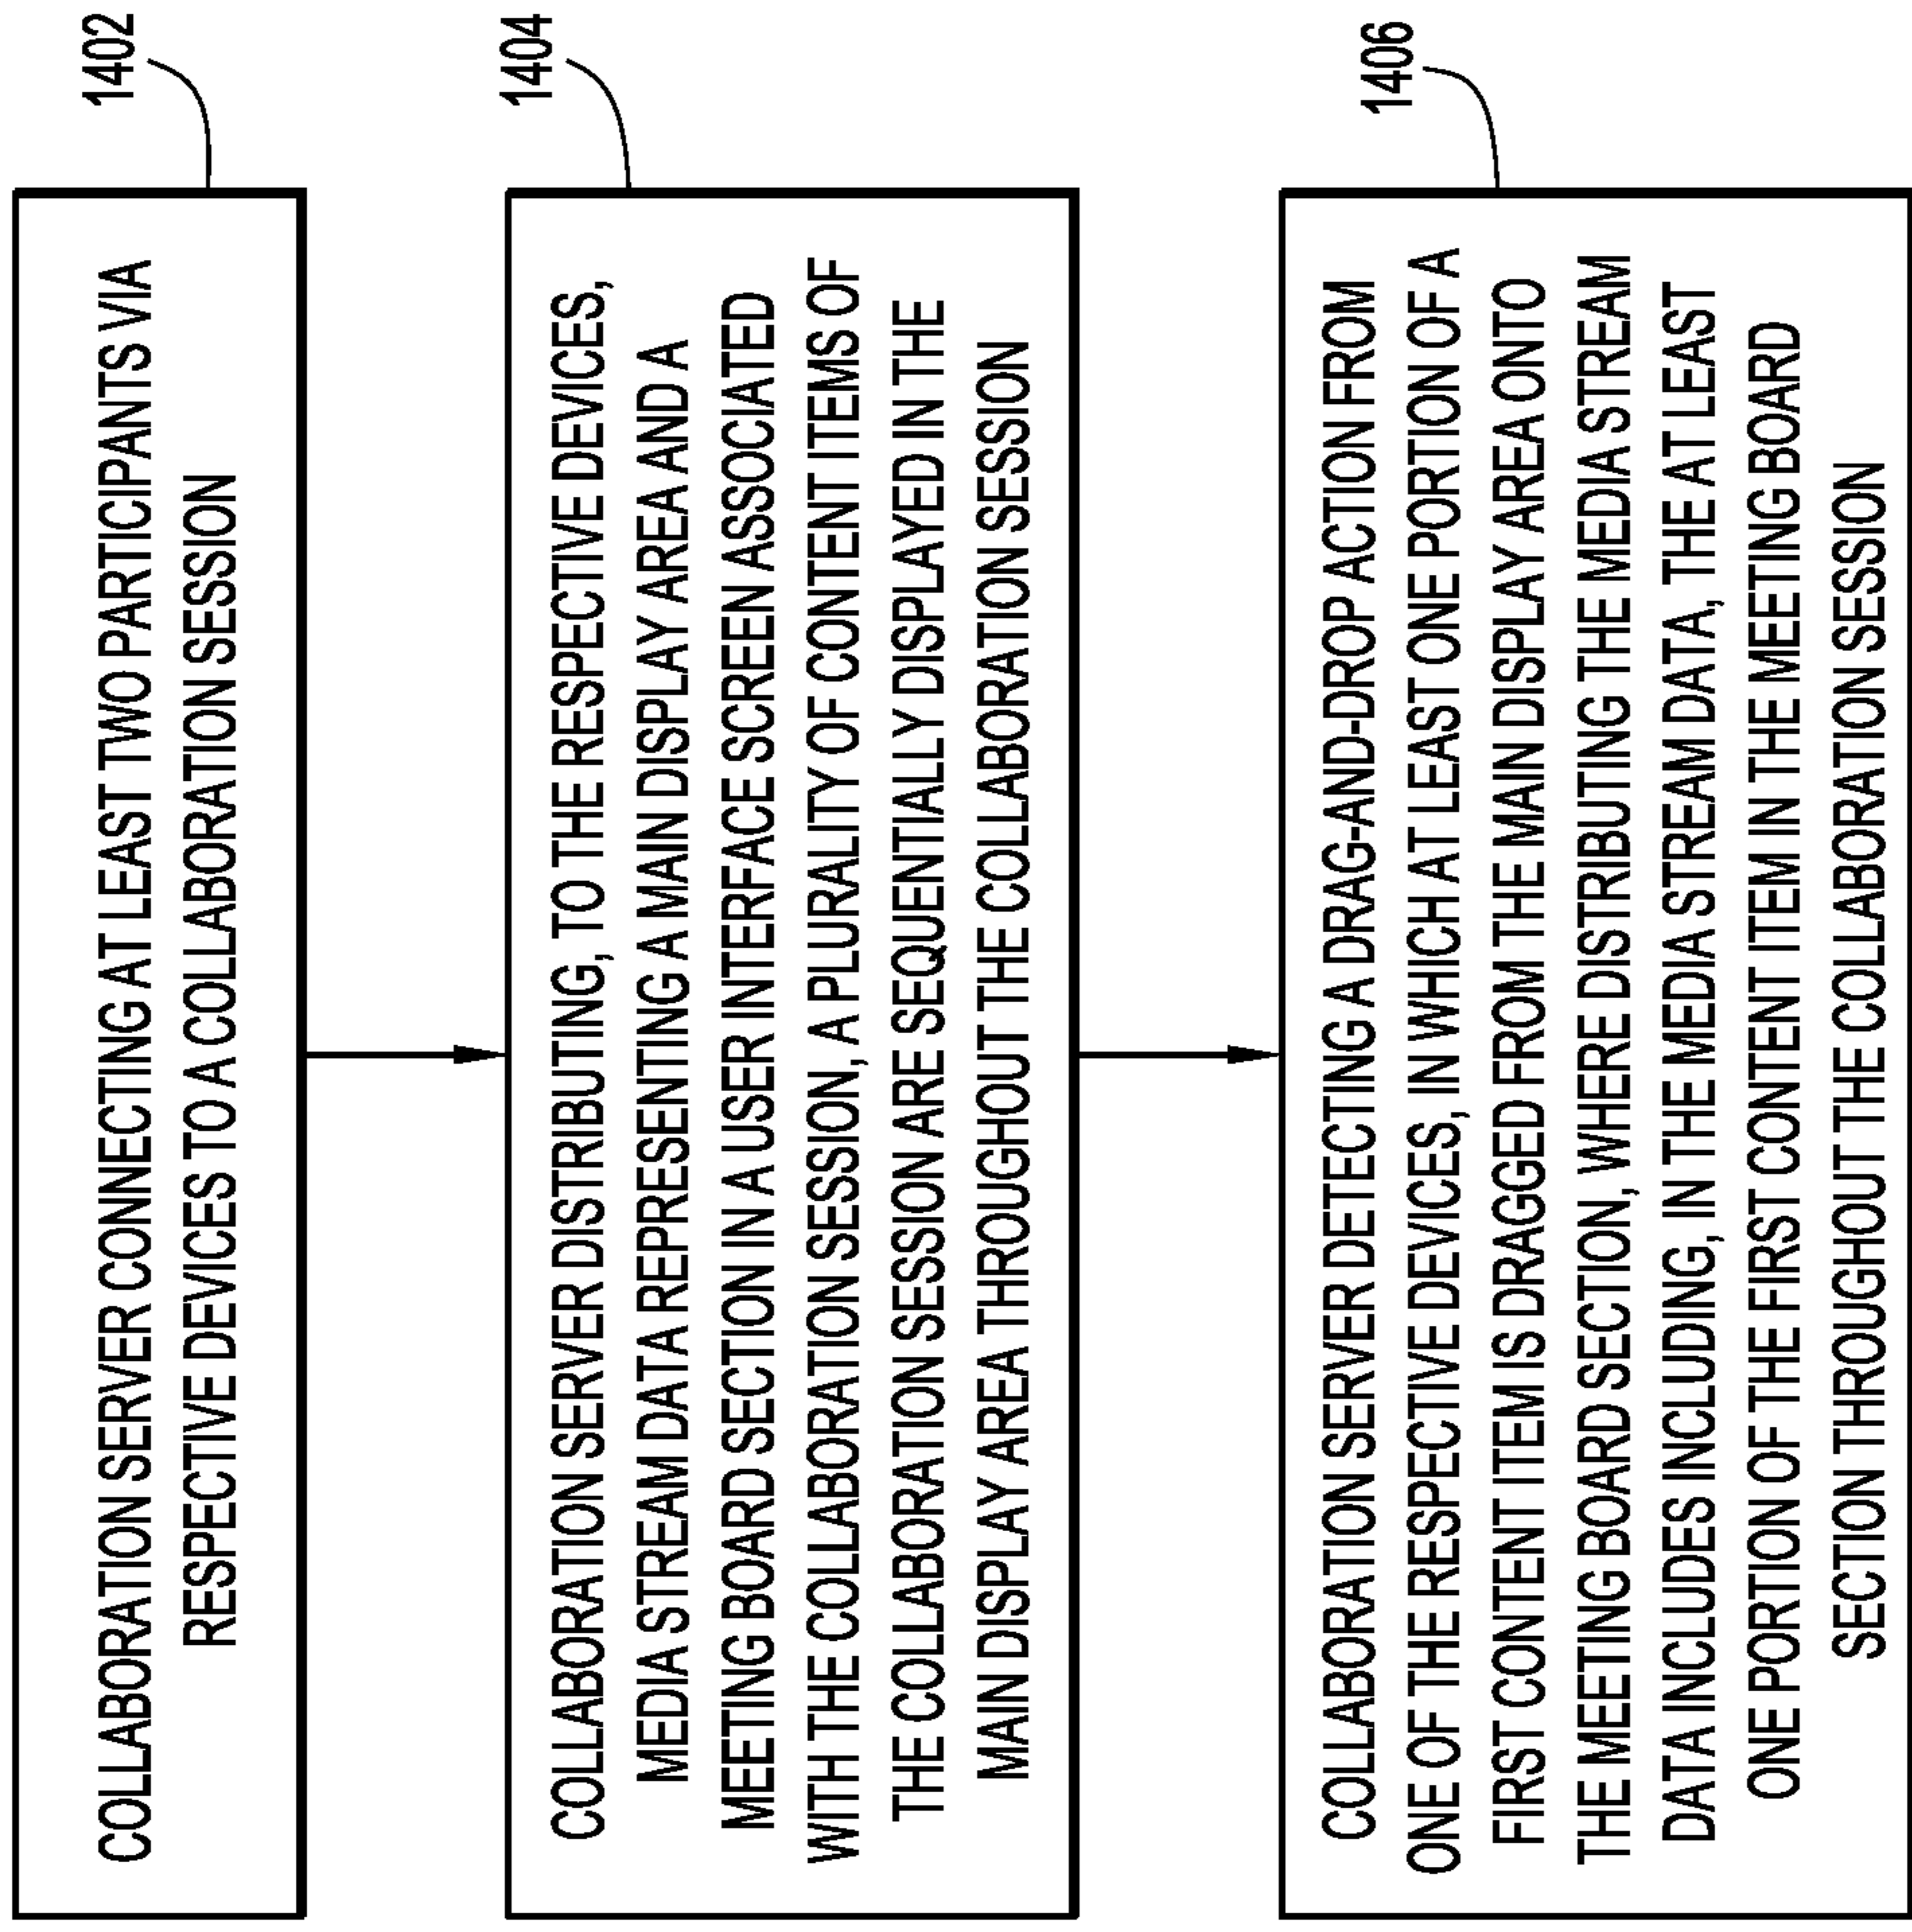 1402
COLLABORATION SERVER CONNECTING AT LEAST TWO PARTICIPANTS VIA
RESPECTIVE DEVICES TO A COLLABORATION SESSION
1404
COLLABORATION SERVER DISTRIBUTING, TO THE RESPECTIVE DEVICES,
MEDIA STREAM DATA REPRESENTING A MAIN DISPLAY AREA AND A
MEETING BOARD SECTION IN A USER INTERFACE SCREEN ASSOCIATED
WITH THE COLLABORATION SESSION, A PLURALITY OF CONTENT ITEMS OF
THE COLLABORATION SESSION ARE SEQUENTIALLY DISPLAYED IN THE
MAIN DISPLAY AREA THROUGHOUT THE COLLABORATION SESSION
1406
COLLABORATION SERVER DETECTING A DRAG-AND-DROP ACTION FROM
ONE OF THE RESPECTIVE DEVICES, IN WHICH AT LEAST ONE PORTION OF A
FIRST CONTENT ITEM IS DRAGGED FROM THE MAIN DISPLAY AREA ONTO
THE MEETING BOARD SECTION, WHERE DISTRIBUTING THE MEDIA STREAM
DATA INCLUDES INCLUDING, IN THE MEDIA STREAM DATA, THE AT LEAST
ONE PORTION OF THE FIRST CONTENT ITEM IN THE MEETING BOARD
SECTION THROUGHOUT THE COLLABORATION SESSION